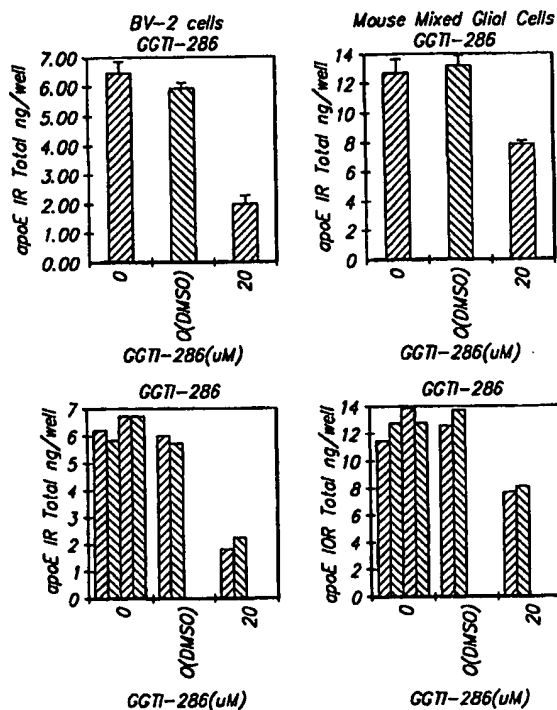 BV-2 cells
GGTI-286
apoE IR Total ng/well
7.00
6.00
5.00
4.00
3.00
2.00
1.00
0.00
0
O(DMSO)
20
GGTI-286(uM)
Mouse Mixed Glial Cells
GGTI-286
apoE IR Total ng/well
14
12
10
8
6
4
2
0
0
O(DMSO)
20
GGTI-286(uM)
GGTI-286
apoE IR Total ng/well
7
6
5
4
3
2
1
0
0
O(DMSO)
20
GGTI-286(uM)
GGTI-286
apoE IOR Total ng/well
14
12
10
8
6
4
2
0
0
O(DMSO)
20
GGTI-286(uM)